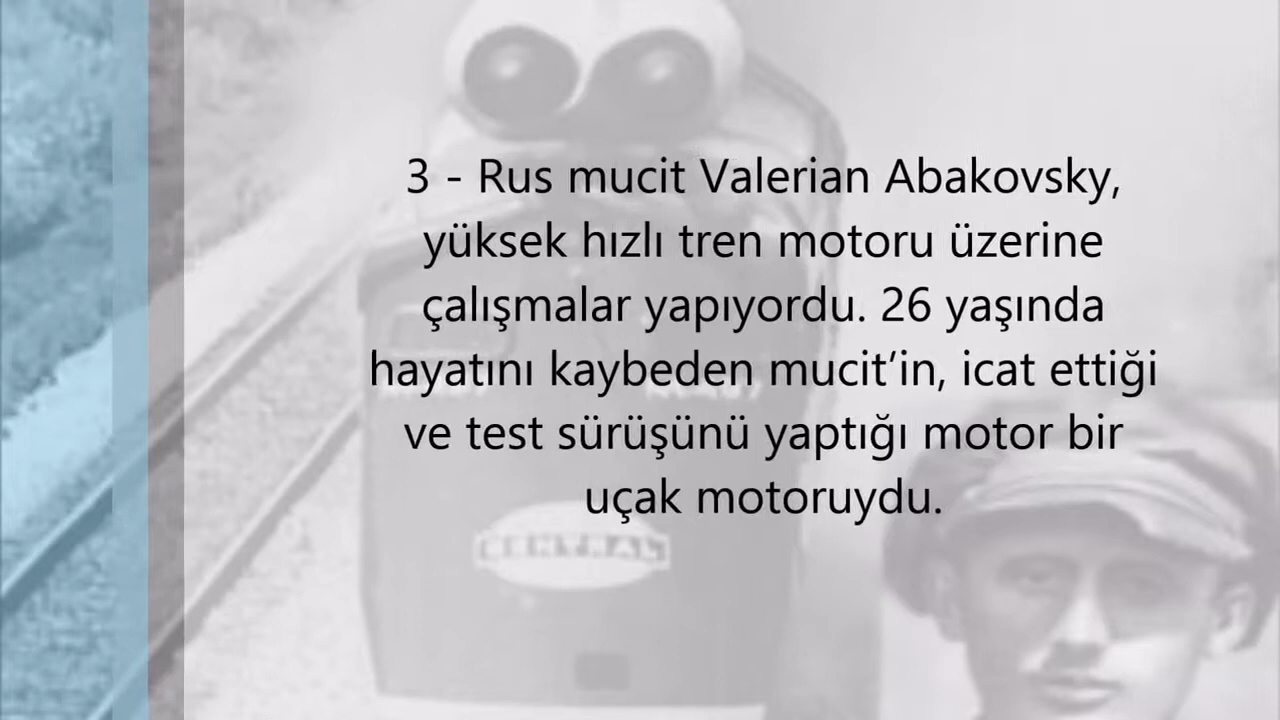 3 - Rus mucit Valerian Abakovsky,
yüksek hızlı tren motoru üzerine
çalışmalar yapıyordu. 26 yaşında
hayatını kaybeden mucit’in, icat ettiği
ve test sürüşünü yaptığı motor bir
uçak motoruydu.
CENTRAL